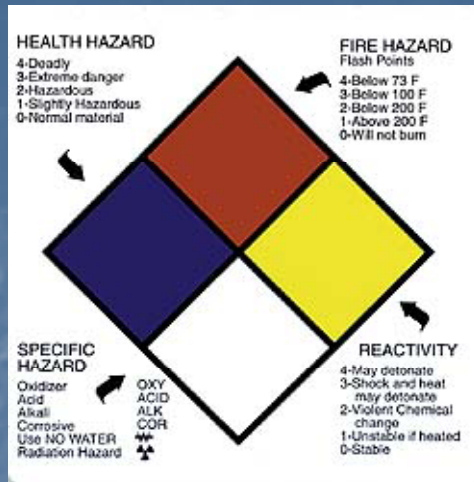 HEALTH HAZARD
4-Deadly
3-Extreme danger
2-Hazardous
1-Slightly Hazardous
0-Normal material
FIRE HAZARD
Flash Points
4-Below 73 F
3-Below 100 F
2-Below 200 F
1-Above 200 F
0-Will not burn
SPECIFIC
HAZARD
Oxidizer OXY
Acid ACID
Alkali ALK
Corrosive COR
Use NO WATER W
Radiation Hazard
REACTIVITY
4-May detonate
3-Shock and heat
may detonate
2-Violent Chemical
change
1-Unstable if heated
0-Stable